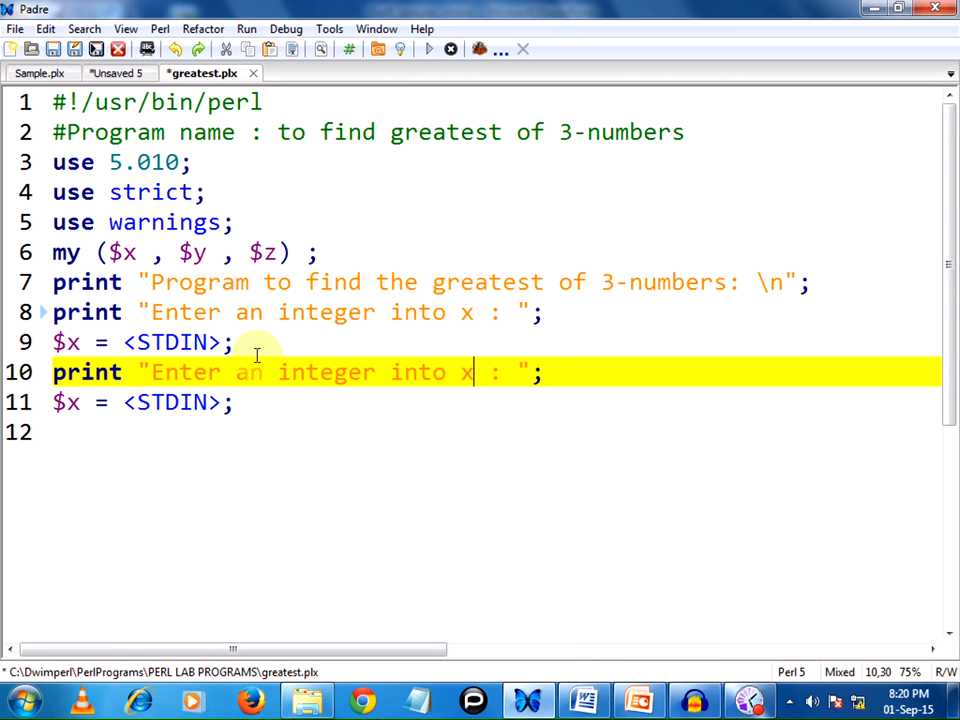 Padre
File Edit Search View Perl Refactor Run Debug Tools Window Help
Sample.plx *Unsaved 5 *greatest.plx
1 #!/usr/bin/perl
2 #Program name : to find greatest of 3-numbers
3 use 5.010;
4 use strict;
5 use warnings;
6 my ($x , $y , $z) ;
7 print "Program to find the greatest of 3-numbers: \n";
8 print "Enter an integer into x : ";
9 $x = <STDIN>;
10 print "Enter an integer into x : ";
11 $x = <STDIN>;
12
* C:\Dwimperl\PerlPrograms\PERL LAB PROGRAMS\greatest.plx Perl 5 Mixed 10,30 75% R/W
8:20 PM
01-Sep-15